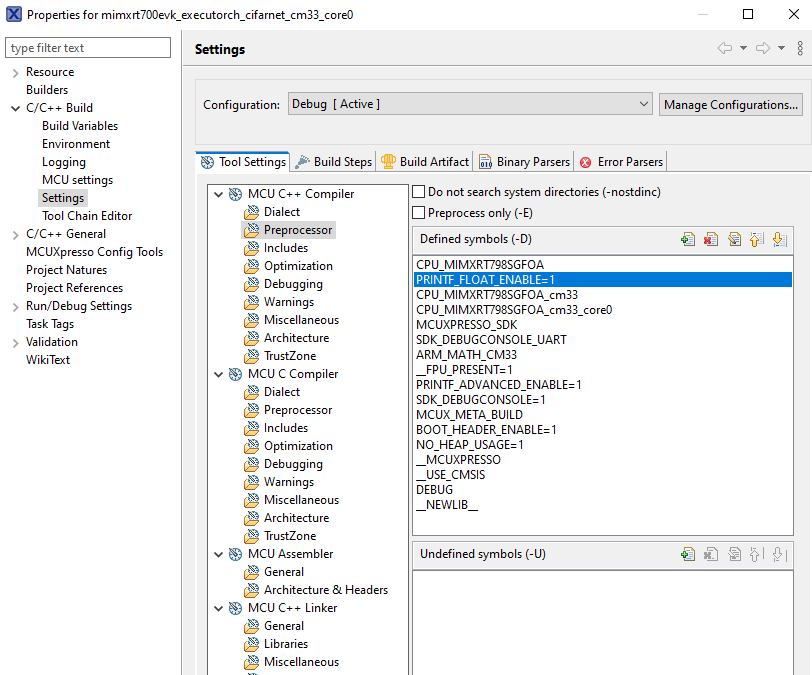 Properties for mimxrt700evk_executorch_cifarnet_cm33_core0
type filter text
Resource
Builders
C/C++ Build
Build Variables
Environment
Logging
MCU settings
Settings
Tool Chain Editor
C/C++ General
MCUXpresso Config Tools
Project Natures
Project References
Run/Debug Settings
Task Tags
Validation
WikiText
Settings
Configuration:
Debug [ Active ]
Manage Configurations...
Tool Settings
Build Steps
Build Artifact
Binary Parsers
Error Parsers
MCU C++ Compiler
Dialect
Preprocessor
Includes
Optimization
Debugging
Warnings
Miscellaneous
Architecture
TrustZone
MCU C Compiler
Dialect
Preprocessor
Includes
Optimization
Debugging
Warnings
Miscellaneous
Architecture
TrustZone
MCU Assembler
General
Architecture & Headers
MCU C++ Linker
General
Libraries
Miscellaneous
Do not search system directories (-nostdinc)
Preprocess only (-E)
Defined symbols (-D)
CPU_MIMXRT798SGFOA
PRINTF_FLOAT_ENABLE=1
CPU_MIMXRT798SGFOA_cm33
CPU_MIMXRT798SGFOA_cm33_core0
MCUXPRESSO_SDK
SDK_DEBUGCONSOLE_UART
ARM_MATH_CM33
__FPU_PRESENT=1
PRINTF_ADVANCED_ENABLE=1
SDK_DEBUGCONSOLE=1
MCUX_META_BUILD
BOOT_HEADER_ENABLE=1
NO_HEAP_USAGE=1
__MCUXPRESSO
__USE_CMSIS
DEBUG
__NEWLIB__
Undefined symbols (-U)